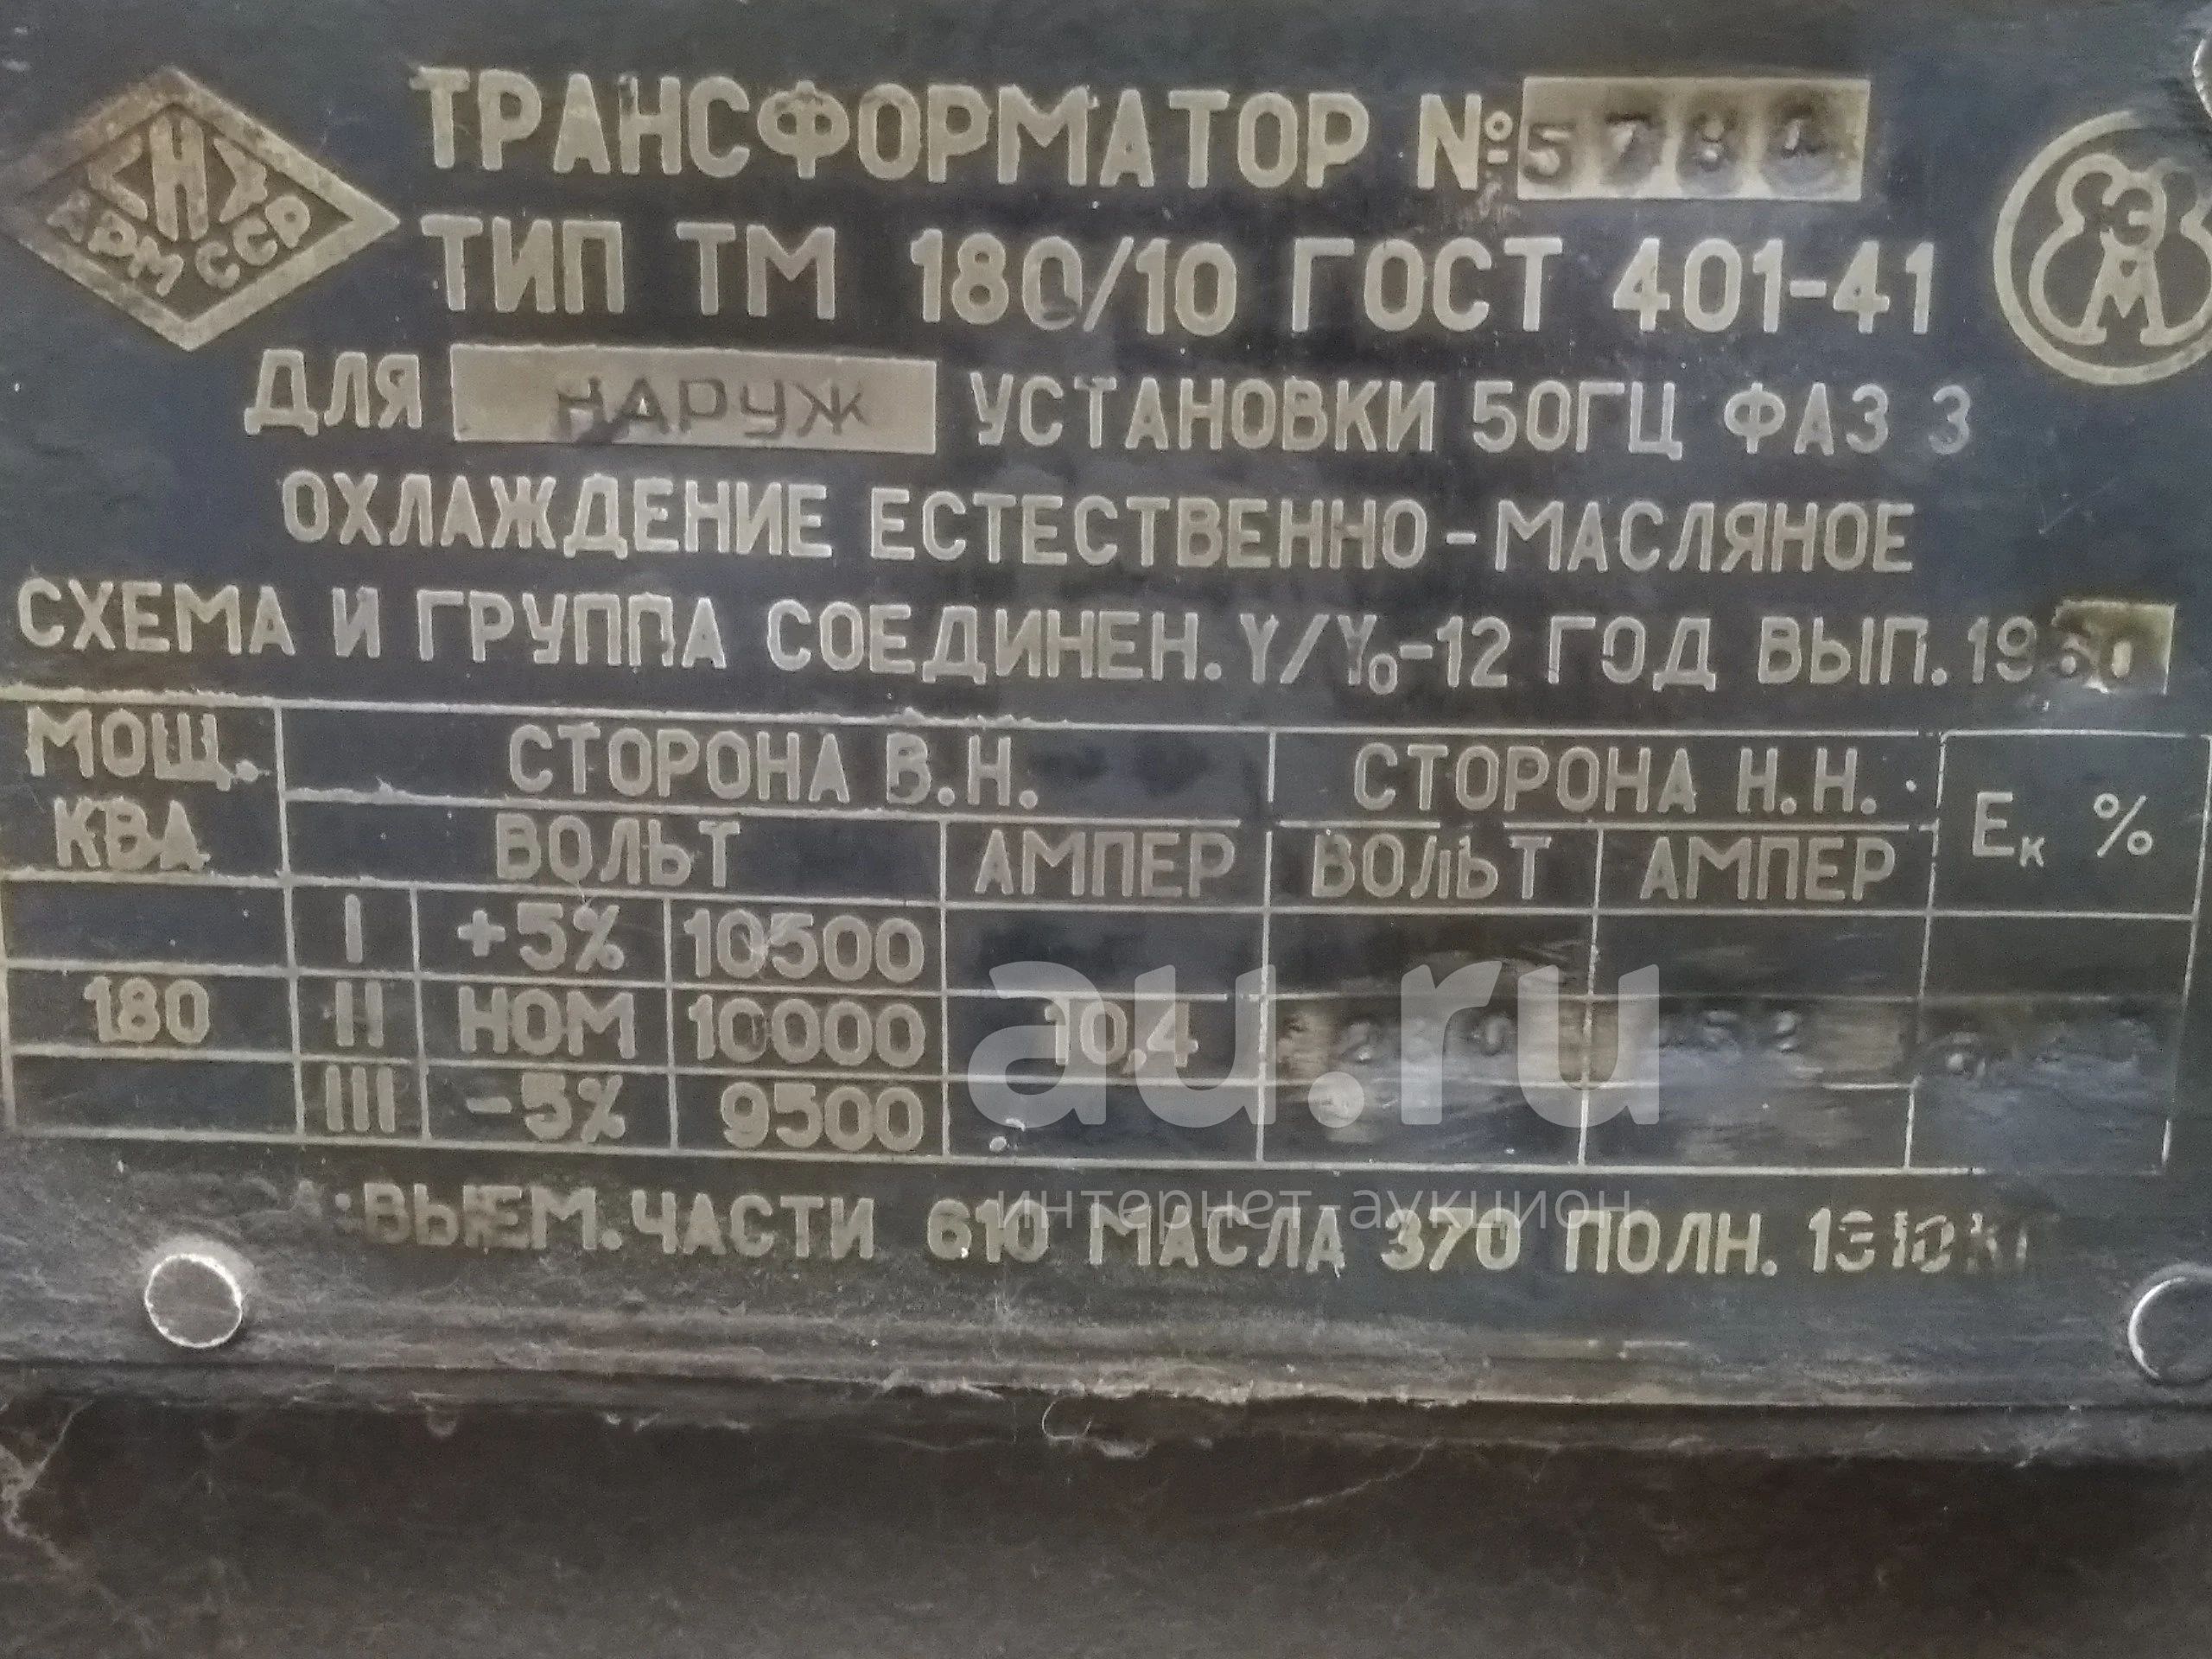 СНХ
АРМ ССР
ТРАНСФОРМАТОР №
ТИП ТМ 180/10 ГОСТ 401-41
ЭМ
ДЛЯ НАРУЖ УСТАНОВКИ 50ГЦ ФАЗ 3
ОХЛАЖДЕНИЕ ЕСТЕСТВЕННО-МАСЛЯНОЕ
СХЕМА И ГРУППА СОЕДИНЕН. Y/Y₀-12 ГОД ВЫП. 1960
МОЩ. КВА СТОРОНА В.Н. СТОРОНА Н.Н. Eк %
ВОЛЬТ АМПЕР ВОЛЬТ АМПЕР
I +5% 10500
180 II НОМ 10000 10,4
III -5% 9500
au.ru
интернет-аукцион
ВЫЕМ. ЧАСТИ 610 МАСЛА 370 ПОЛН.